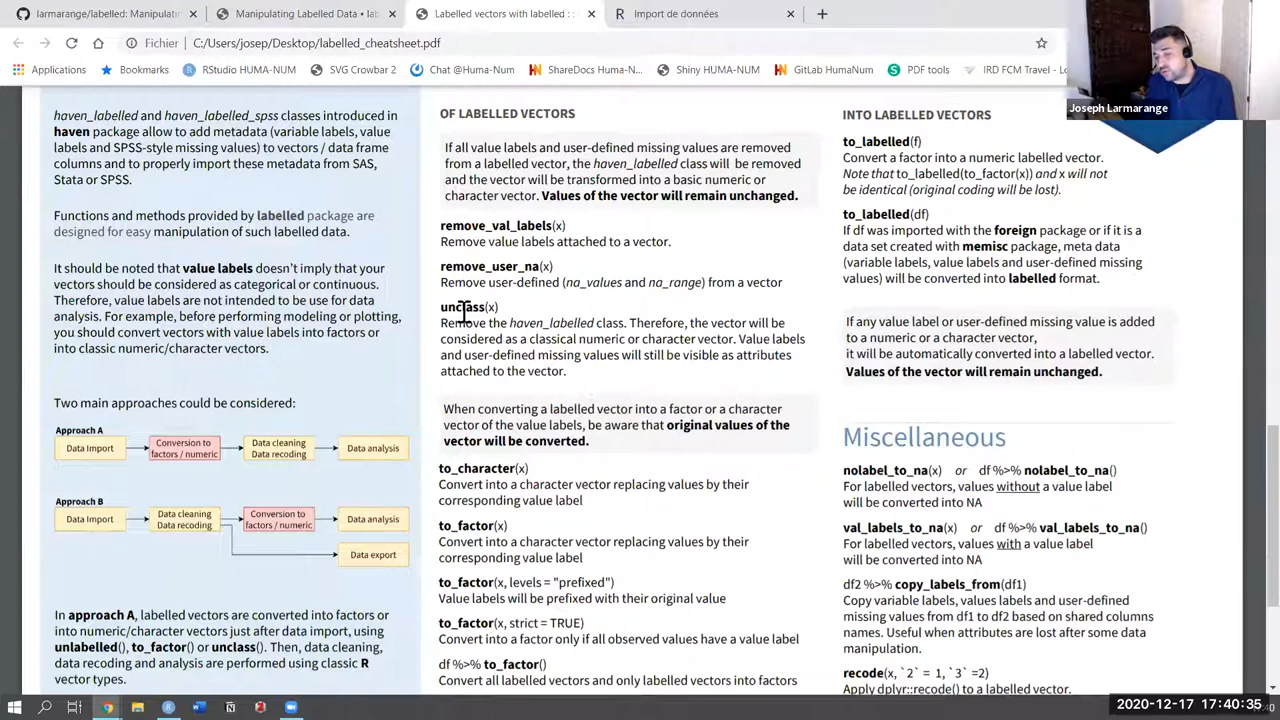 larmarange/labelled: Manipulatin
Manipulating Labelled Data • lab
Labelled vectors with labelled : :
Import de données
Fichier
C:/Users/josep/Desktop/labelled_cheatsheet.pdf
Applications
Bookmarks
RStudio HUMA-NUM
SVG Crowbar 2
Chat @Huma-Num
ShareDocs Huma-N...
Shiny HUMA-NUM
GitLab HumaNum
PDF tools
IRD FCM Travel - Lo
Joseph Larmarange
haven_labelled and haven_labelled_spss classes introduced in
haven package allow to add metadata (variable labels, value
labels and SPSS-style missing values) to vectors / data frame
columns and to properly import these metadata from SAS,
Stata or SPSS.
Functions and methods provided by labelled package are
designed for easy manipulation of such labelled data.
It should be noted that value labels doesn't imply that your
vectors should be considered as categorical or continuous.
Therefore, value labels are not intended to be use for data
analysis. For example, before performing modeling or plotting,
you should convert vectors with value labels into factors or
into classic numeric/character vectors.
Two main approaches could be considered:
Approach A
Data Import
Conversion to
factors / numeric
Data cleaning
Data recoding
Data analysis
Approach B
Data Import
Data cleaning
Data recoding
Conversion to
factors / numeric
Data analysis
Data export
In approach A, labelled vectors are converted into factors or
into numeric/character vectors just after data import, using
unlabelled(), to_factor() or unclass(). Then, data cleaning,
data recoding and analysis are performed using classic R
vector types.
OF LABELLED VECTORS
If all value labels and user-defined missing values are removed
from a labelled vector, the haven_labelled class will be removed
and the vector will be transformed into a basic numeric or
character vector. Values of the vector will remain unchanged.
remove_val_labels(x)
Remove value labels attached to a vector.
remove_user_na(x)
Remove user-defined (na_values and na_range) from a vector
unclass(x)
Remove the haven_labelled class. Therefore, the vector will be
considered as a classical numeric or character vector. Value labels
and user-defined missing values will still be visible as attributes
attached to the vector.
When converting a labelled vector into a factor or a character
vector of the value labels, be aware that original values of the
vector will be converted.
to_character(x)
Convert into a character vector replacing values by their
corresponding value label
to_factor(x)
Convert into a character vector replacing values by their
corresponding value label
to_factor(x, levels = "prefixed")
Value labels will be prefixed with their original value
to_factor(x, strict = TRUE)
Convert into a factor only if all observed values have a value label
df %>% to_factor()
Convert all labelled vectors and only labelled vectors into factors
INTO LABELLED VECTORS
to_labelled(f)
Convert a factor into a numeric labelled vector.
Note that to_labelled(to_factor(x)) and x will not
be identical (original coding will be lost).
to_labelled(df)
If df was imported with the foreign package or if it is a
data set created with memisc package, meta data
(variable labels, value labels and user-defined missing
values) will be converted into labelled format.
If any value label or user-defined missing value is added
to a numeric or a character vector,
it will be automatically converted into a labelled vector.
Values of the vector will remain unchanged.
Miscellaneous
nolabel_to_na(x) or df %>% nolabel_to_na()
For labelled vectors, values without a value label
will be converted into NA
val_labels_to_na(x) or df %>% val_labels_to_na()
For labelled vectors, values with a value label
will be converted into NA
df2 %>% copy_labels_from(df1)
Copy variable labels, values labels and user-defined
missing values from df1 to df2 based on shared columns
names. Useful when attributes are lost after some data
manipulation.
recode(x, `2` = 1, `3` =2)
Apply dplyr::recode() to a labelled vector.
2020-12-17 17:40:35